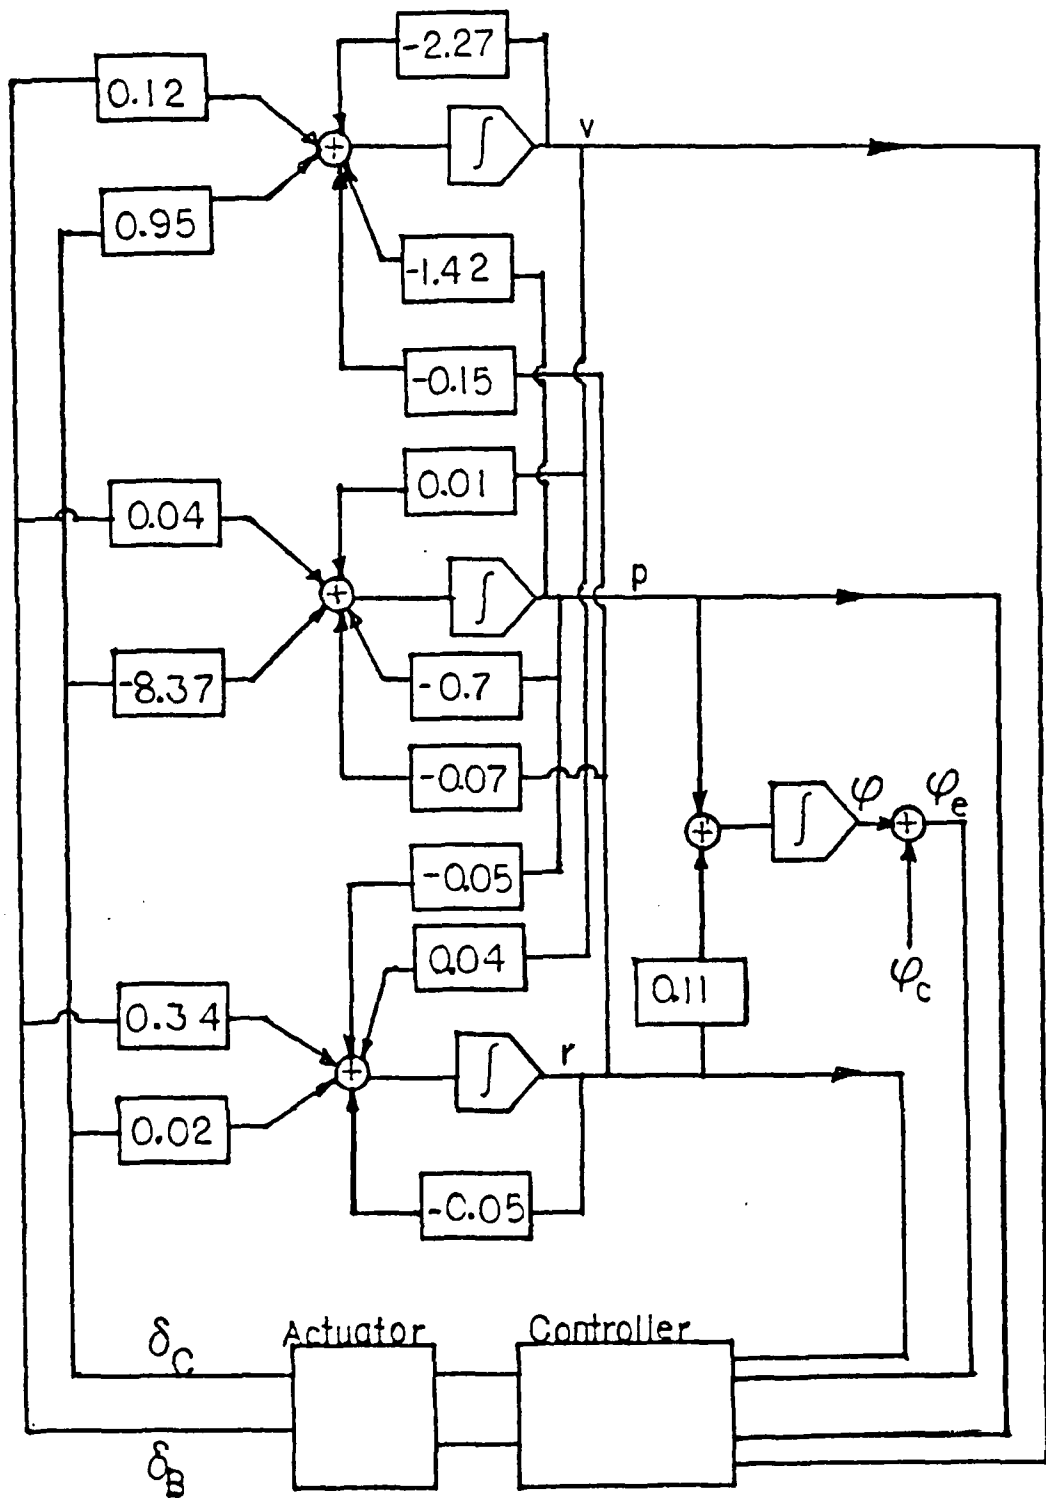 -2.27
0.12
v
0.95
-1.42
-0.15
0.01
0.04
p
-8.37
-0.7
-0.07
φ
φe
-0.05
0.04
φc
0.11
0.34
r
0.02
-0.05
δC
Actuator
Controller
δB